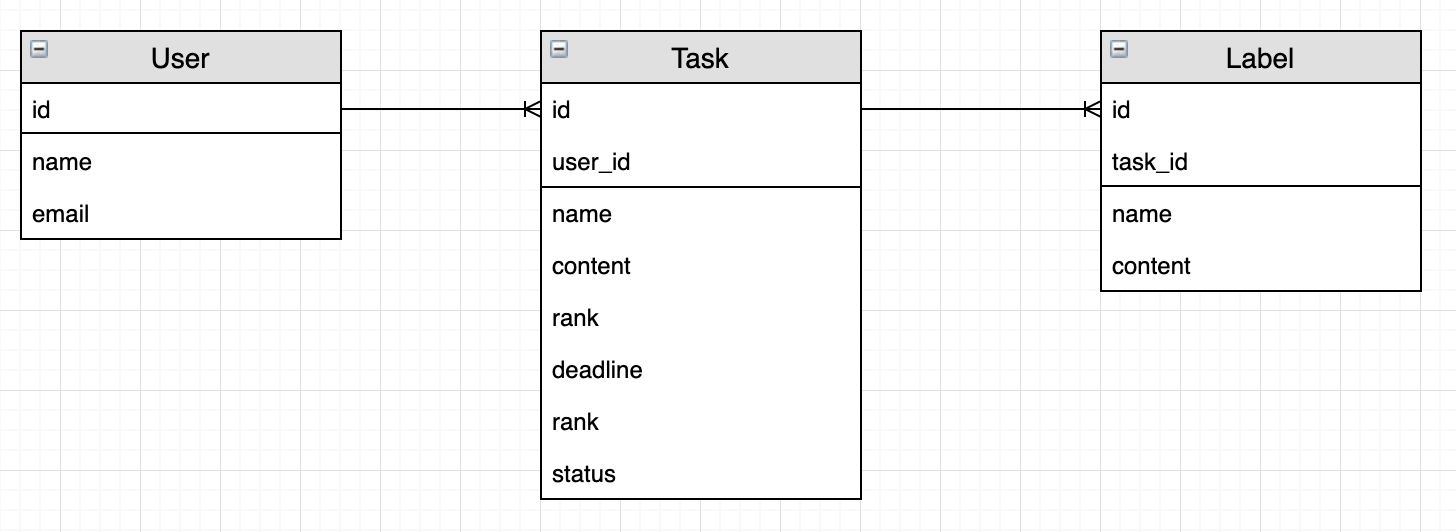 User
id
name
email
Task
id
user_id
name
content
rank
deadline
rank
status
Label
id
task_id
name
content